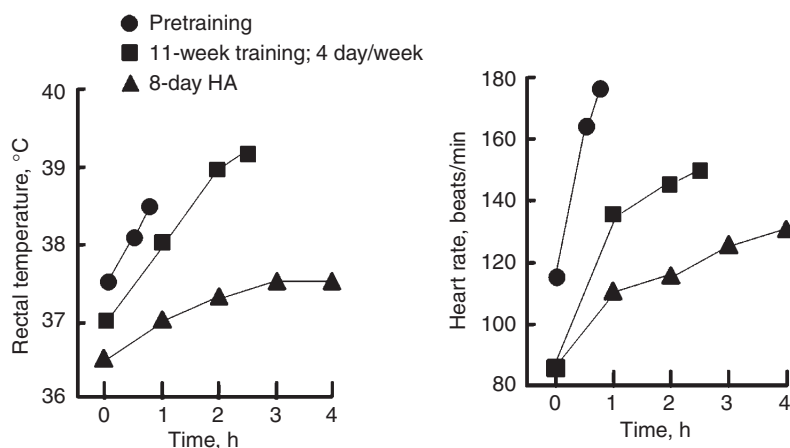 Pretraining
11-week training; 4 day/week
8-day HA
Rectal temperature, °C
40
39
38
37
36
0 1 2 3 4
Time, h
Heart rate, beats/min
180
160
140
120
100
80
0 1 2 3 4
Time, h